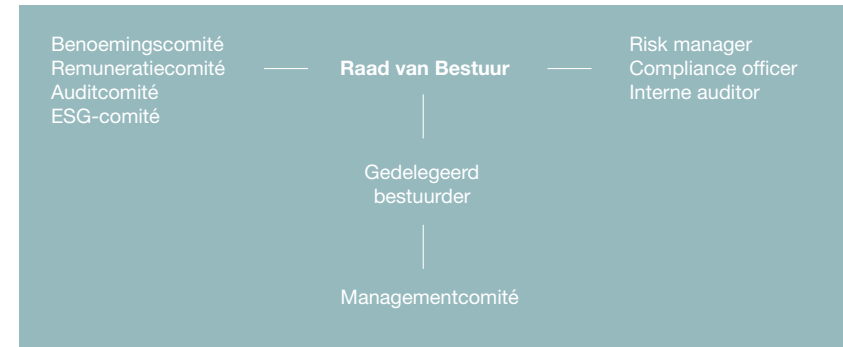 Benoemingscomité
Remuneratiecomité
Auditcomité
ESG-comité
Raad van Bestuur
Risk manager
Compliance officer
Interne auditor
Gedelegeerd
bestuurder
Managementcomité